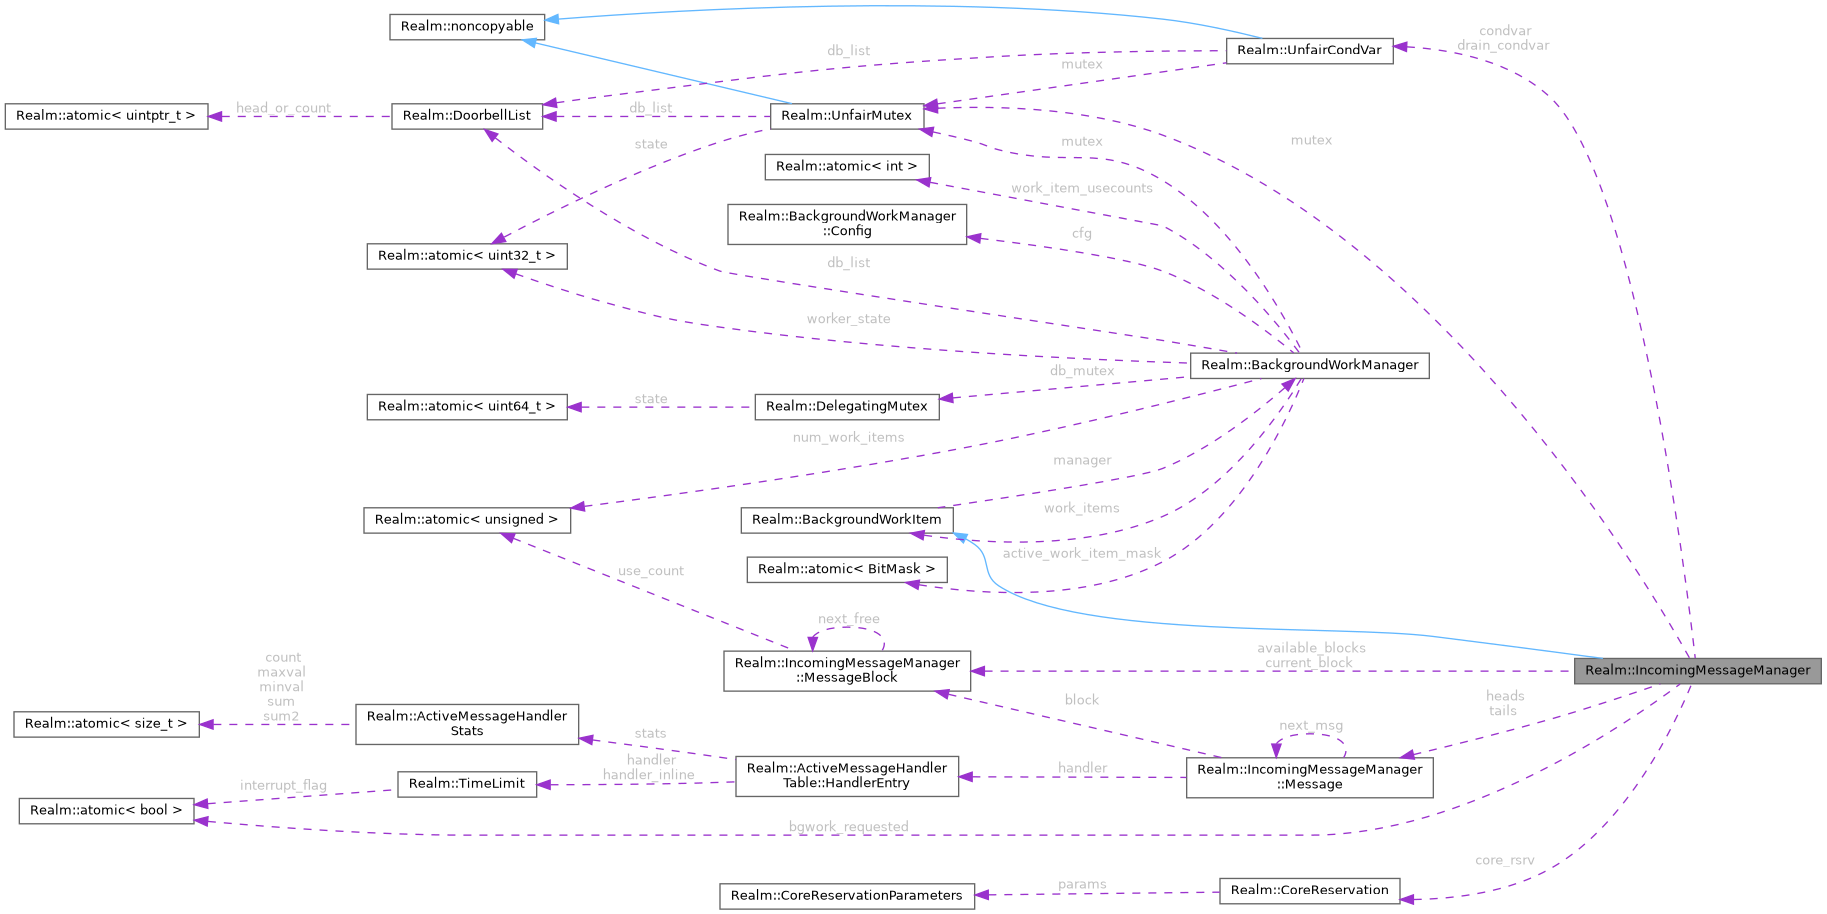 Realm::noncopyable
condvar
drain_condvar
Realm::UnfairCondVar
db_list
mutex
Realm::atomic< uintptr_t >
head_or_count
Realm::DoorbellList
db_list
Realm::UnfairMutex
state
mutex
mutex
Realm::atomic< int >
work_item_usecounts
Realm::BackgroundWorkManager
::Config
cfg
Realm::atomic< uint32_t >
db_list
worker_state
Realm::BackgroundWorkManager
db_mutex
Realm::atomic< uint64_t >
state
Realm::DelegatingMutex
num_work_items
manager
work_items
Realm::atomic< unsigned >
Realm::BackgroundWorkItem
active_work_item_mask
use_count
Realm::atomic< BitMask >
next_free
Realm::IncomingMessageManager
::MessageBlock
available_blocks
current_block
Realm::IncomingMessageManager
count
maxval
minval
sum
sum2
Realm::atomic< size_t >
Realm::ActiveMessageHandler
Stats
stats
block
heads
tails
next_msg
handler
handler_inline
Realm::ActiveMessageHandler
Table::HandlerEntry
handler
Realm::IncomingMessageManager
::Message
interrupt_flag
Realm::TimeLimit
Realm::atomic< bool >
bgwork_requested
core_rsrv
Realm::CoreReservationParameters
params
Realm::CoreReservation